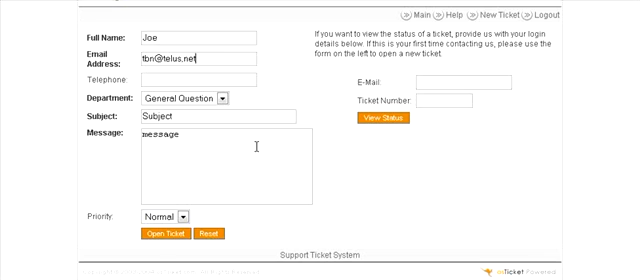 Main Help New Ticket Logout
Full Name: Joe
Email Address: tbn@telus.net
Telephone:
Department: General Question
Subject: Subject
Message: message
Priority: Normal
Open Ticket Reset
If you want to view the status of a ticket, provide us with your login
details below. If this is your first time contacting us, please use the
form on the left to open a new ticket.
E-Mail:
Ticket Number:
View Status
Support Ticket System
osTicket Powered